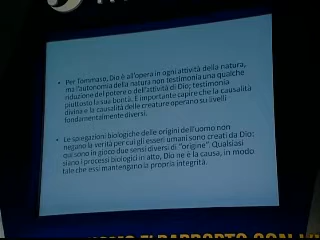 • Per Tommaso, Dio è all'opera in ogni attività della natura,
ma l'autonomia della natura non testimonia una qualche
riduzione del potere o dell'attività di Dio; testimonia
piuttosto la sua bontà. È importante capire che la causalità
divina e la causalità delle creature operano su livelli
fondamentalmente diversi.
• Le spiegazioni biologiche delle origini dell'uomo non
negano la verità per cui gli esseri umani sono creati da Dio:
qui sono in gioco due sensi diversi di "origine". Qualsiasi
siano i processi biologici in atto, Dio ne è la causa, in modo
tale che essi mantengano la propria integrità.
RAPPORTO CON